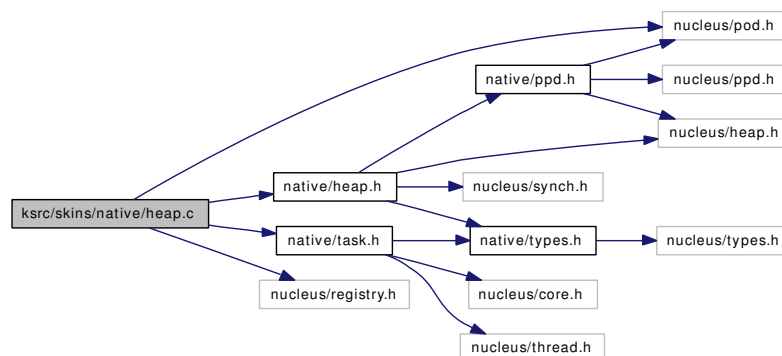 nucleus/pod.h
native/ppd.h
nucleus/ppd.h
nucleus/heap.h
native/heap.h
nucleus/synch.h
ksrc/skins/native/heap.c
native/task.h
native/types.h
nucleus/types.h
nucleus/registry.h
nucleus/core.h
nucleus/thread.h